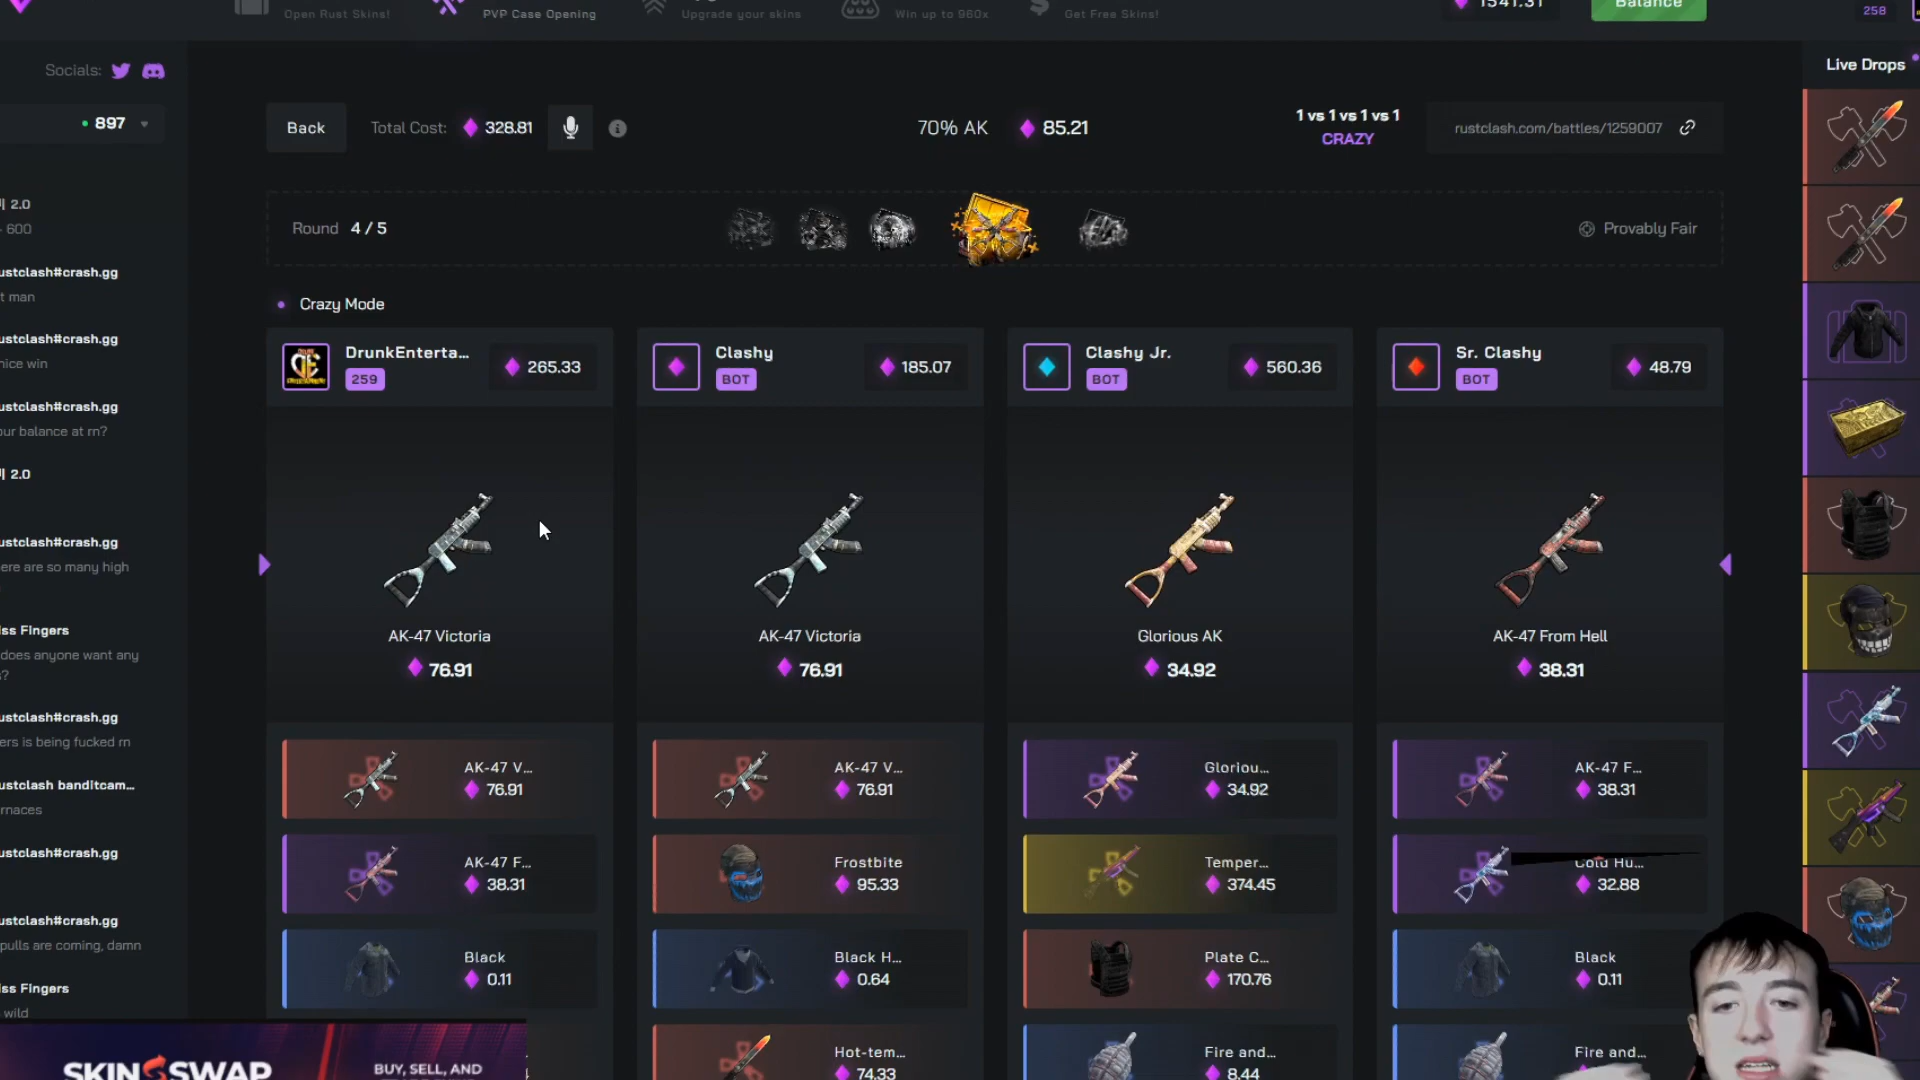 Open Rust Skins!
PVP Case Opening
Upgrade your skins
Win up to 960x
Get Free Skins!
1541.31
Balance
258
Socials:
897
Live Drops
Back
Total Cost: 328.81
70% AK 85.21
1 vs 1 vs 1 vs 1
CRAZY
rustclash.com/battles/1259007
Round 4 / 5
Provably Fair
Crazy Mode
2.0
- 600
ustclash#crash.gg
t man
ustclash#crash.gg
nice win
ustclash#crash.gg
our balance at rn?
2.0
ustclash#crash.gg
ere are so many high
iss Fingers
does anyone want any
s?
ustclash#crash.gg
ers is being fucked rn
ustclash banditcam...
rnaces
ustclash#crash.gg
ustclash#crash.gg
pulls are coming, damn
iss Fingers
wild
DrunkEnterta...
259
265.33
Clashy
BOT
185.07
Clashy Jr.
BOT
560.36
Sr. Clashy
BOT
48.79
AK-47 Victoria
76.91
AK-47 Victoria
76.91
Glorious AK
34.92
AK-47 From Hell
38.31
AK-47 V...
76.91
AK-47 V...
76.91
Gloriou...
34.92
AK-47 F...
38.31
AK-47 F...
38.31
Frostbite
95.33
Temper...
374.45
Cold Hu...
32.88
Black
0.11
Black H...
0.64
Plate C...
170.76
Black
0.11
Hot-tem...
74.33
Fire and...
8.44
Fire and...
SKINSWAP
BUY, SELL, AND